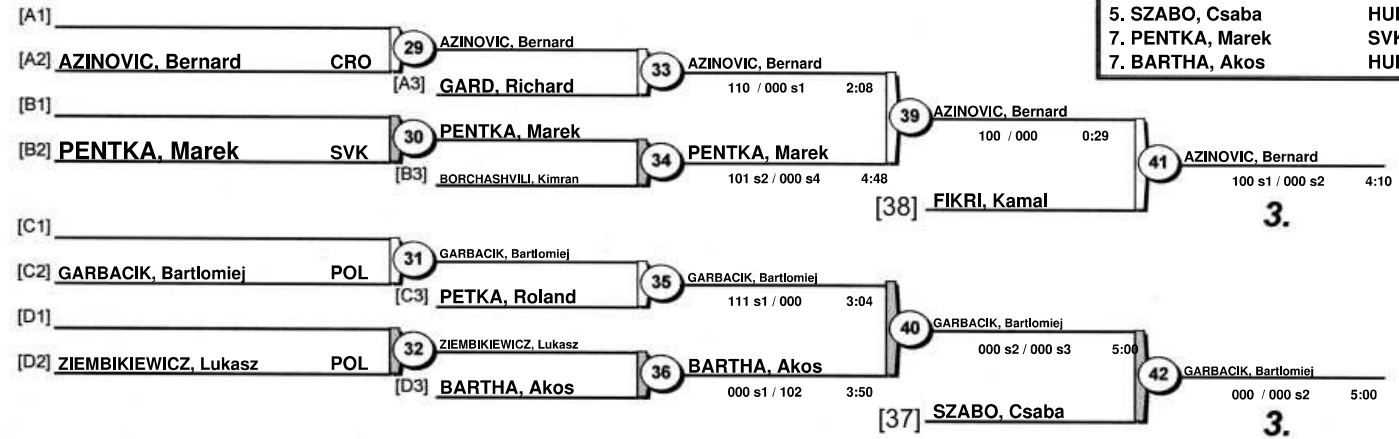 5. SZABO, Csaba
7. PENTKA, Marek
7. BARTHA, Akos
[A1]
[A2] AZINOVIC, Bernard CRO
29
AZINOVIC, Bernard
[A3] GARD, Richard
33
AZINOVIC, Bernard
110 / 000 s1 2:08
[B1]
[B2] PENTKA, Marek SVK
30
PENTKA, Marek
[B3] BORCHASHVILI, Kimran
34
PENTKA, Marek
101 s2 / 000 s4 4:48
39
AZINOVIC, Bernard
100 / 000 0:29
[38] FIKRI, Kamal
41
AZINOVIC, Bernard
100 s1 / 000 s2 4:10
3.
[C1]
[C2] GARBACIK, Bartlomiej POL
31
GARBACIK, Bartlomiej
[C3] PETKA, Roland
35
GARBACIK, Bartlomiej
111 s1 / 000 3:04
[D1]
[D2] ZIEMBIKIEWICZ, Lukasz POL
32
ZIEMBIKIEWICZ, Lukasz
[D3] BARTHA, Akos
36
BARTHA, Akos
000 s1 / 102 3:50
40
GARBACIK, Bartlomiej
000 s2 / 000 s3 5:00
[37] SZABO, Csaba
42
GARBACIK, Bartlomiej
000 / 000 s2 5:00
3.